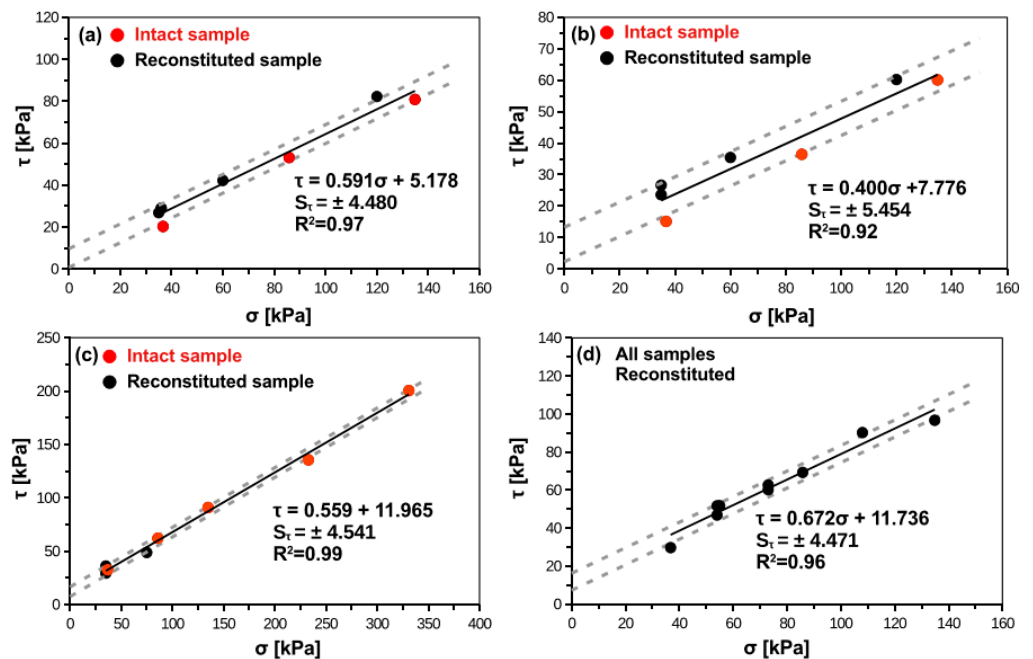 (a)
Intact sample
Reconstituted sample
120
100
80
60
40
20
0
τ [kPa]
τ = 0.591σ + 5.178
Sτ = ± 4.480
R²=0.97
0 20 40 60 80 100 120 140 160
σ [kPa]
(b)
Intact sample
Reconstituted sample
80
70
60
50
40
30
20
10
0
τ [kPa]
τ = 0.400σ +7.776
Sτ = ± 5.454
R²=0.92
0 20 40 60 80 100 120 140 160
σ [kPa]
(c)
Intact sample
Reconstituted sample
250
200
150
100
50
0
τ [kPa]
τ = 0.559 + 11.965
Sτ = ± 4.541
R²=0.99
0 50 100 150 200 250 300 350 400
σ [kPa]
(d) All samples
Reconstituted
140
120
100
80
60
40
20
0
τ [kPa]
τ = 0.672σ + 11.736
Sτ = ± 4.471
R²=0.96
0 20 40 60 80 100 120 140 160
σ [kPa]